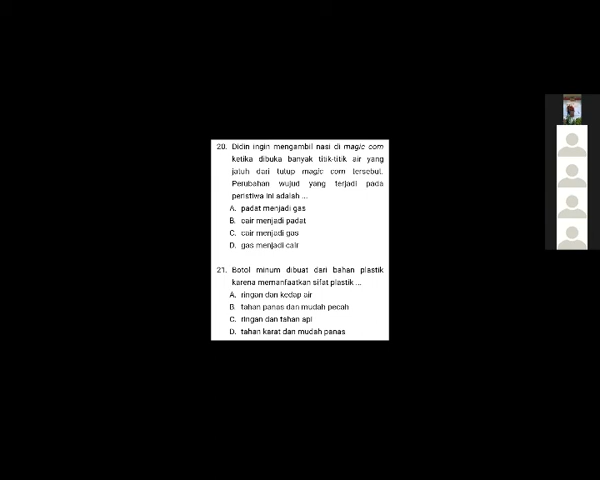 20. Didin ingin mengambil nasi di magic com
ketika dibuka banyak titik-titik air yang
jatuh dari tutup magic com tersebut.
Perubahan wujud yang terjadi pada
peristiwa ini adalah ...
A. padat menjadi gas
B. cair menjadi padat
C. cair menjadi gas
D. gas menjadi cair
21. Botol minum dibuat dari bahan plastik
karena memanfaatkan sifat plastik ...
A. ringan dan kedap air
B. tahan panas dan mudah pecah
C. ringan dan tahan api
D. tahan karat dan mudah panas